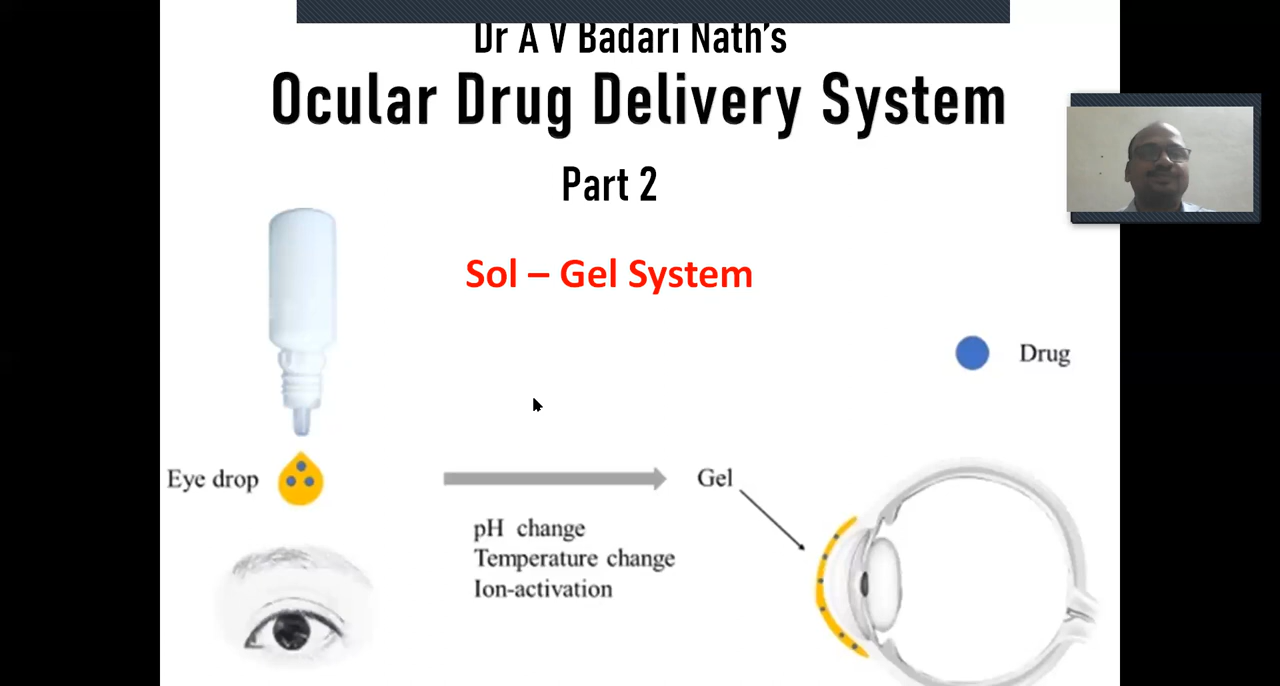 Dr A V Badari Nath's
Ocular Drug Delivery System
Part 2
Sol – Gel System
Drug
Eye drop
Gel
pH change
Temperature change
Ion-activation